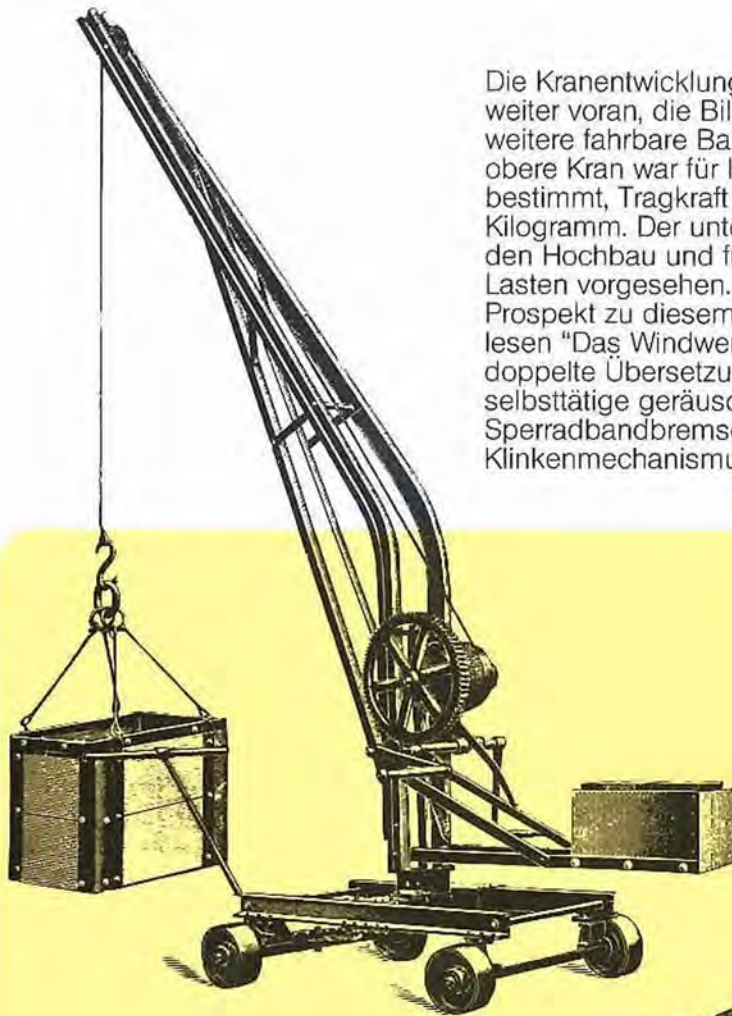 Die Kranentwicklung
weiter voran, die Bil
weitere fahrbare Ba
obere Kran war für
bestimmt, Tragkraft
Kilogramm. Der unte
den Hochbau und f
Lasten vorgesehen.
Prospekt zu diesem
lesen "Das Windwer
doppelte Übersetzu
selbsttätige geräusc
Sperradbandbremse
Klinkenmechanismu